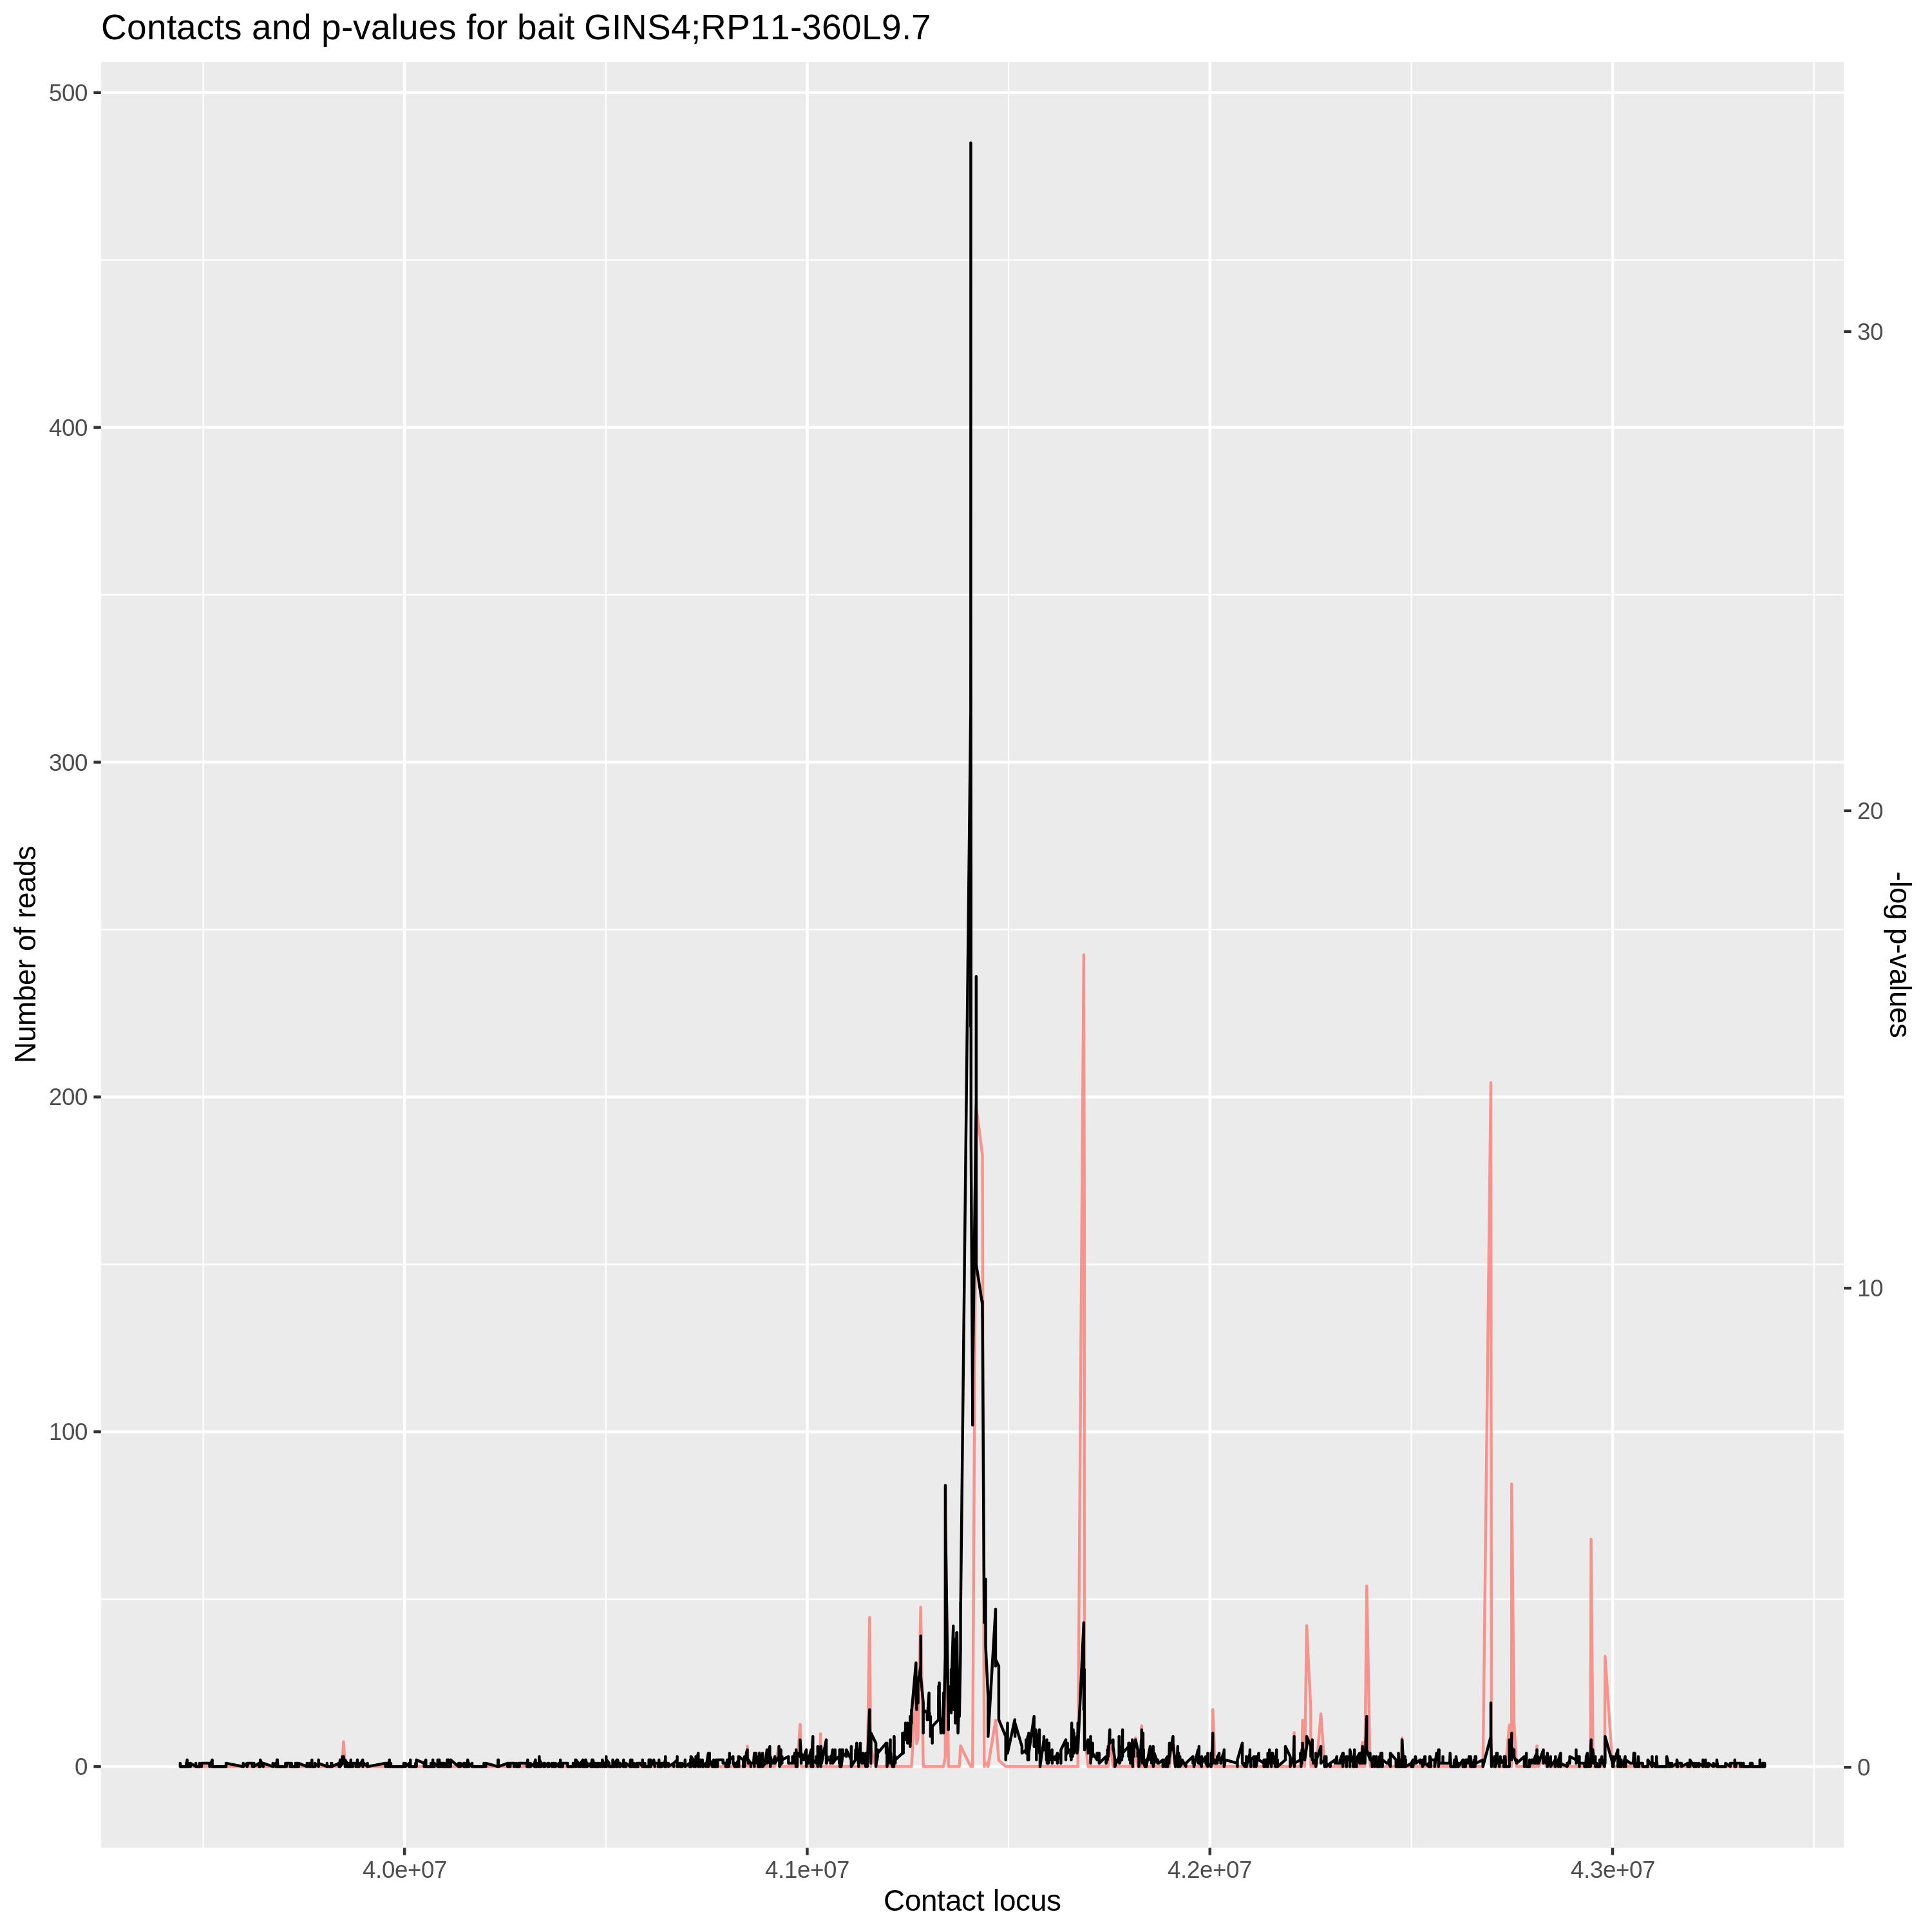 Contacts and p-values for bait GINS4;RP11-360L9.7
500
400
300
200
100
0
Number of reads
30
20
10
0
-log p-values
4.0e+07
4.1e+07
4.2e+07
4.3e+07
Contact locus